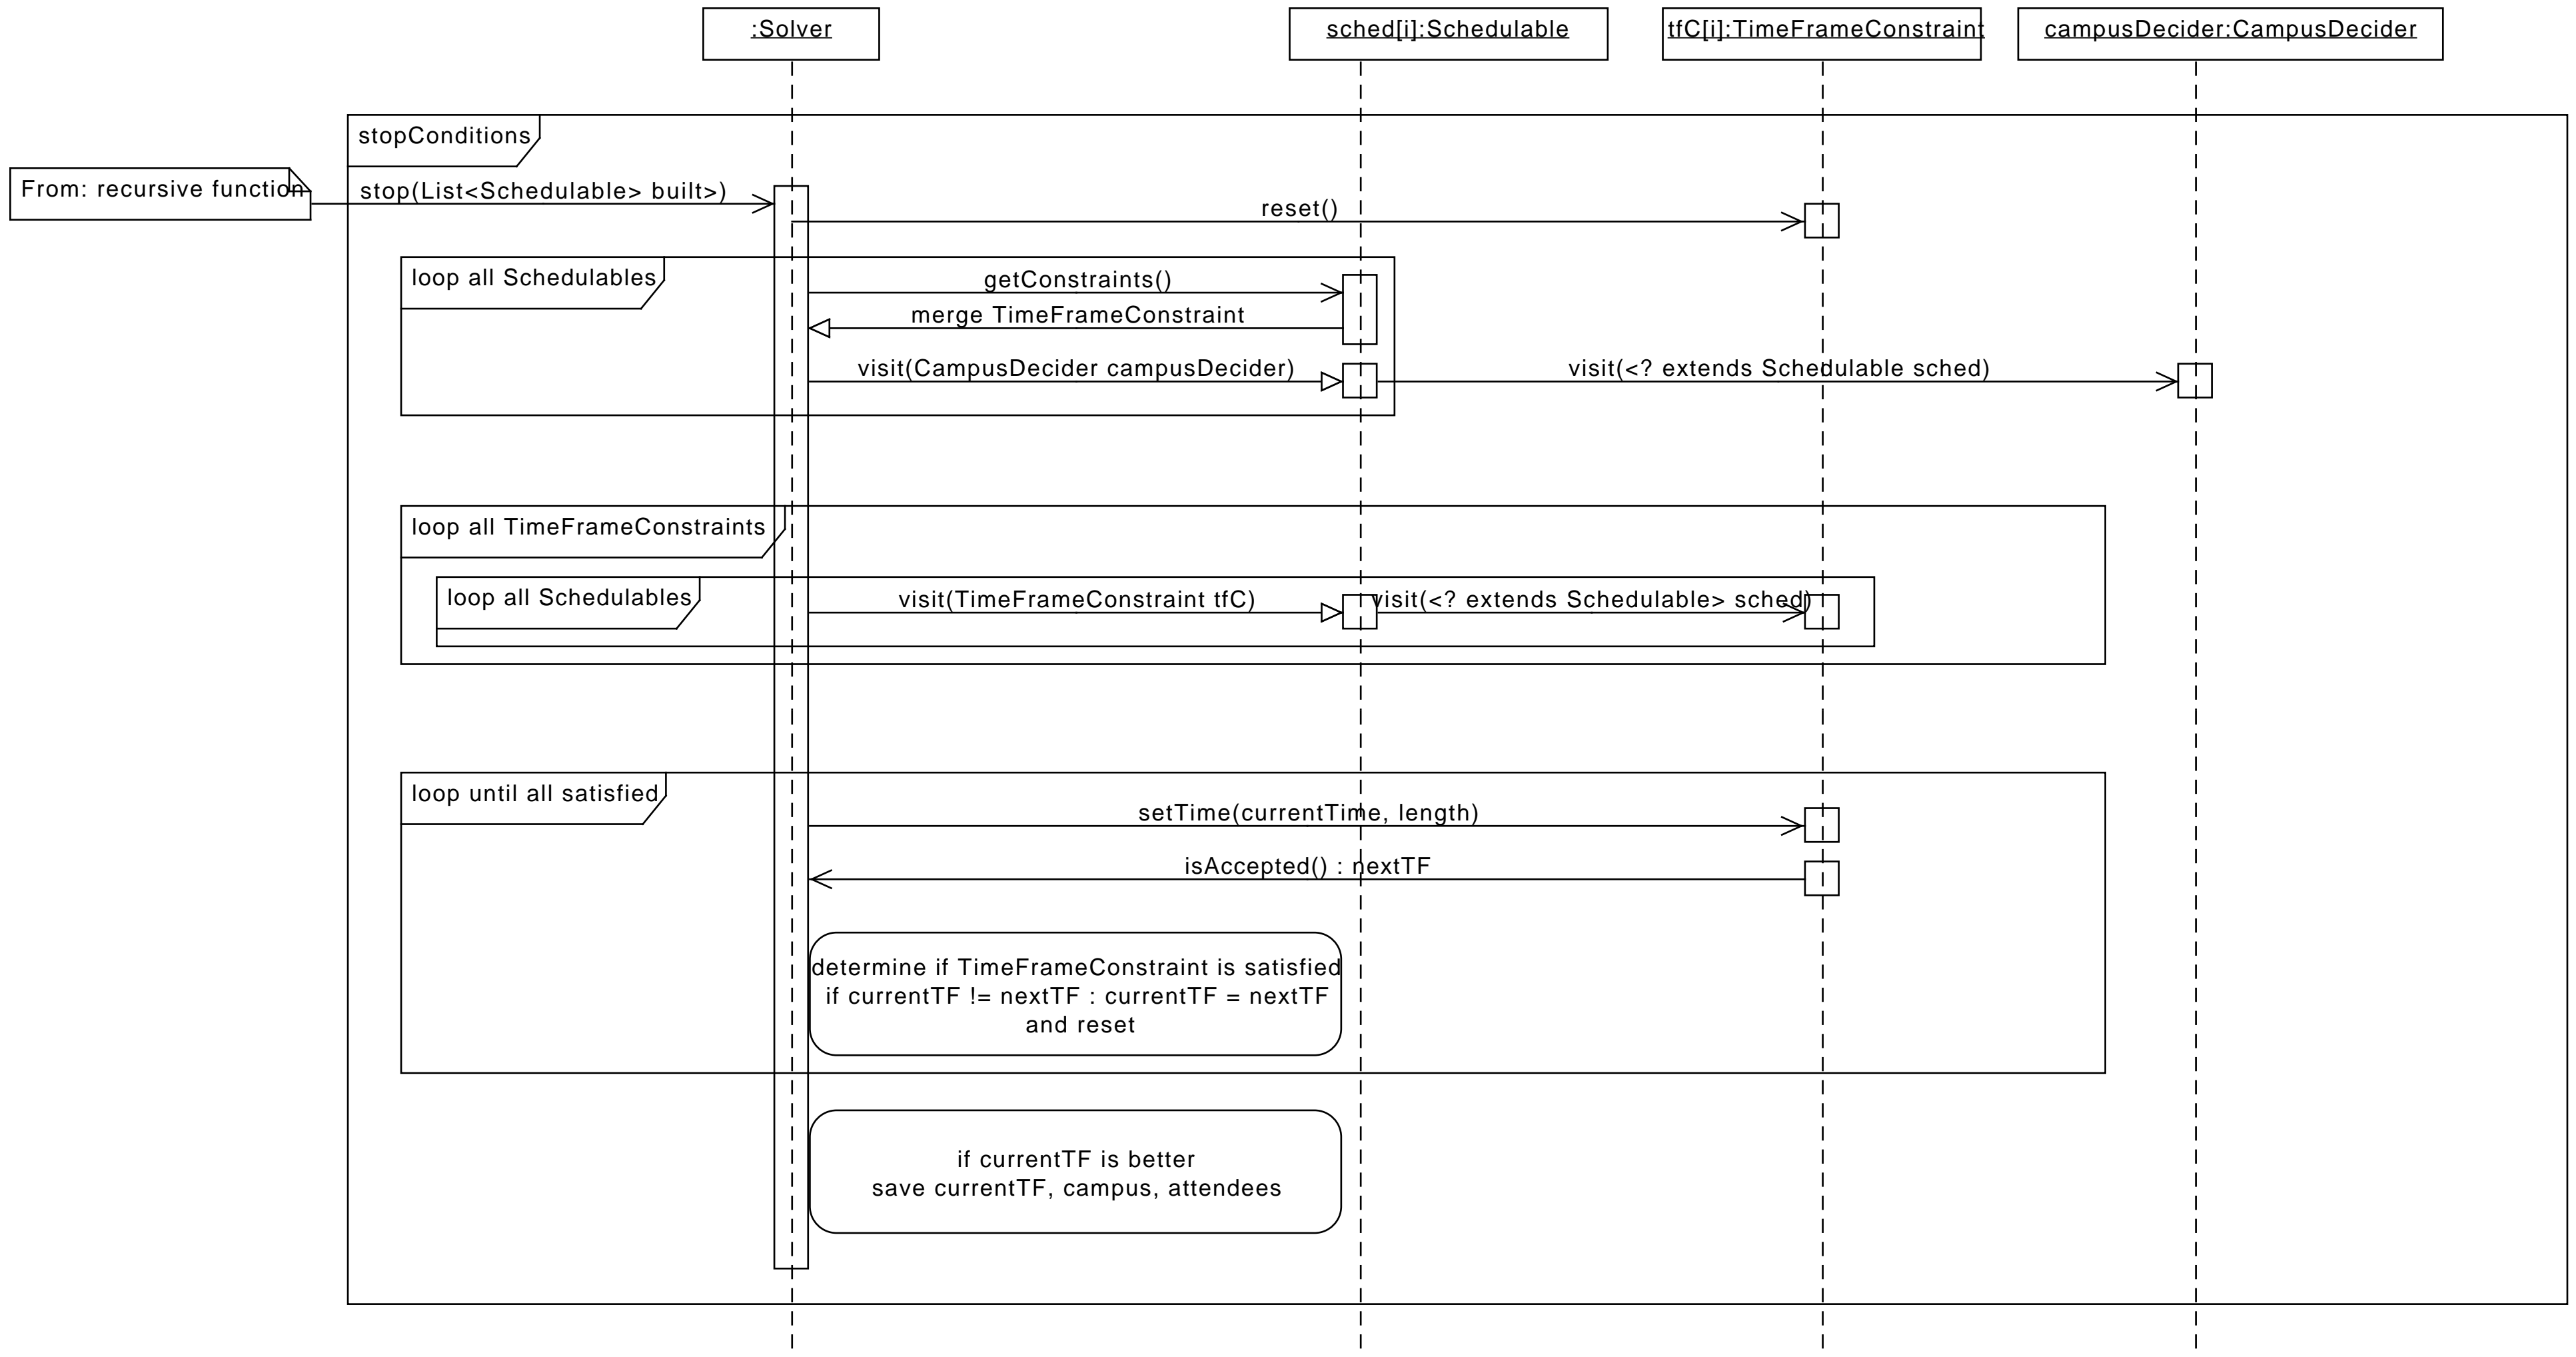 :Solver
sched[i]:Schedulable
tfC[i]:TimeFrameConstraint
campusDecider:CampusDecider
stopConditions
From: recursive function
stop(List<Schedulable> built>)
reset()
loop all Schedulables
getConstraints()
merge TimeFrameConstraint
visit(CampusDecider campusDecider)
visit(<? extends Schedulable sched)
loop all TimeFrameConstraints
loop all Schedulables
visit(TimeFrameConstraint tfC)
visit(<? extends Schedulable> sched)
loop until all satisfied
setTime(currentTime, length)
isAccepted() : nextTF
determine if TimeFrameConstraint is satisfied
if currentTF != nextTF : currentTF = nextTF
and reset
if currentTF is better
save currentTF, campus, attendees